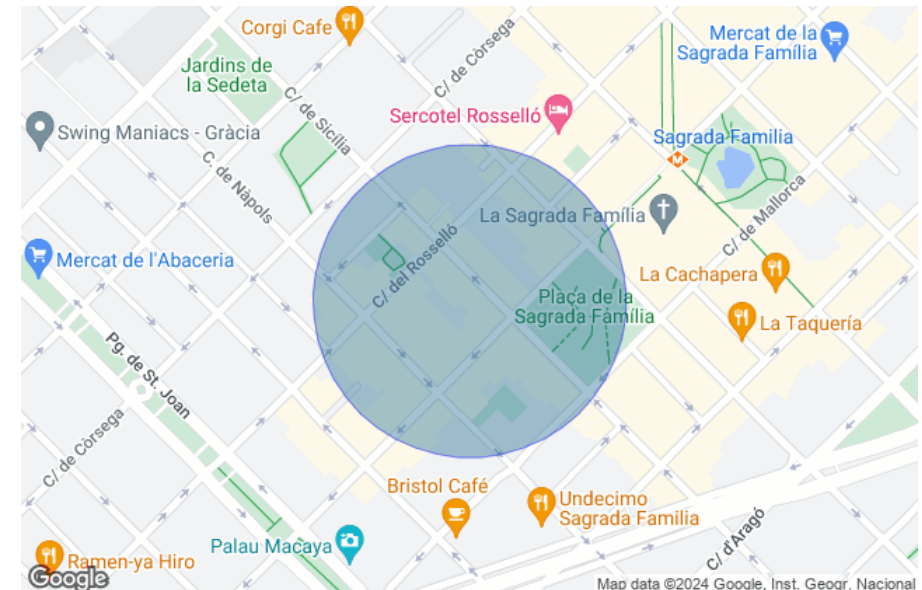 Corgi Cafe
C/ de Còrsega
Mercat de la
Sagrada Família
Jardins de
la Sedeta
C/ de Sicília
Sercotel Rosselló
Swing Maniacs - Gràcia
Sagrada Familia
M
C. de Nàpols
La Sagrada Família
C/ de Mallorca
C/ del Rosselló
Mercat de l'Abaceria
La Cachapera
Plaça de la
Sagrada Família
La Taquería
Pg. de St. Joan
C/ de Còrsega
Bristol Café
Undecimo
Sagrada Familia
C/ d'Aragó
Palau Macaya
Ramen-ya Hiro
Google
Map data ©2024 Google, Inst. Geogr. Nacional